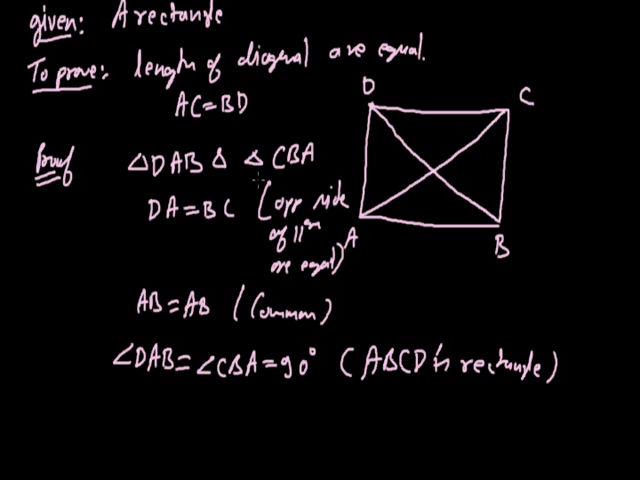 given: A rectangle
To prove: length of diagonal are equal.
AC=BD
D
C
Proof ΔDAB Δ Δ CBA
DA=BC (opp side
of ||gm
are equal)
A
B
AB=AB (Common)
∠DAB=∠CBA=90° (ABCD is rectangle)